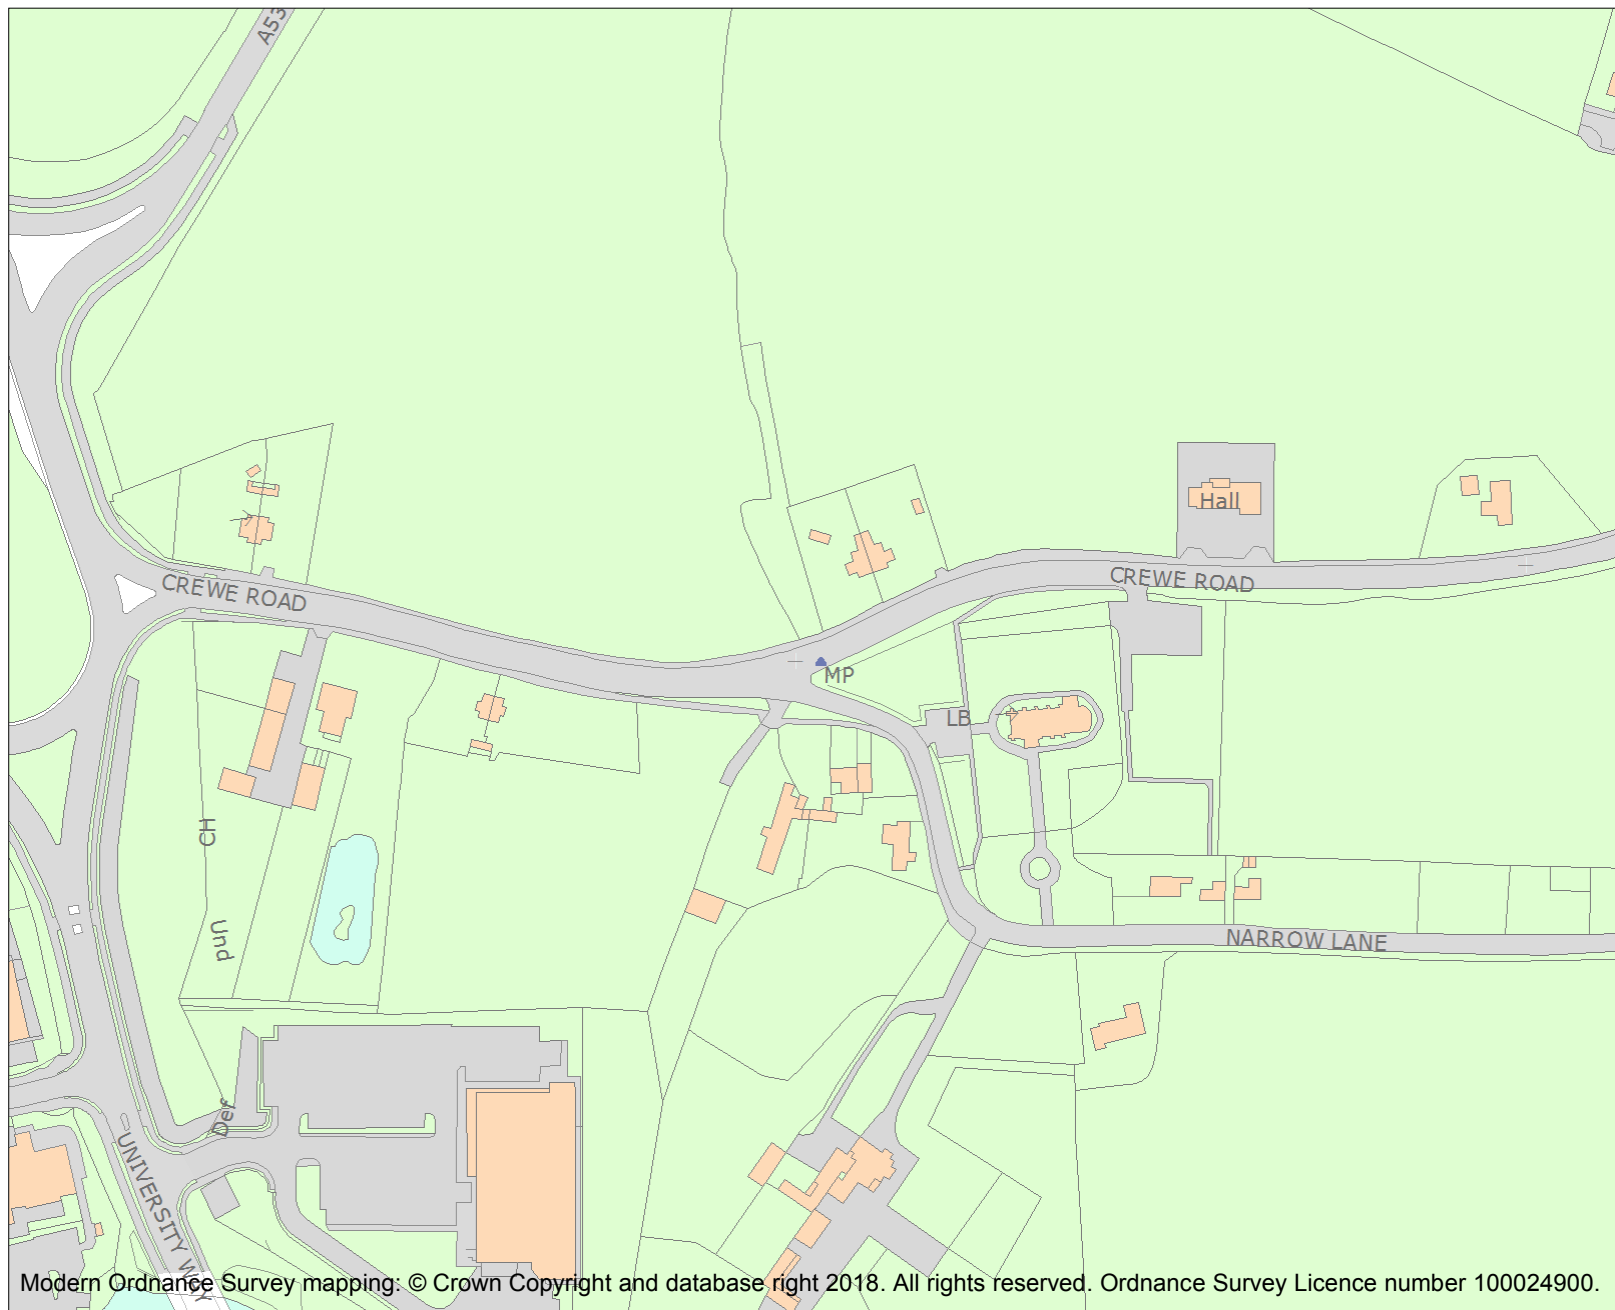 A53
Hall
CREWE ROAD
CREWE ROAD
MP
LB
CH
Und
NARROW LANE
Def
UNIVERSITY WAY
Modern Ordnance Survey mapping: © Crown Copyright and database right 2018. All rights reserved. Ordnance Survey Licence number 100024900.